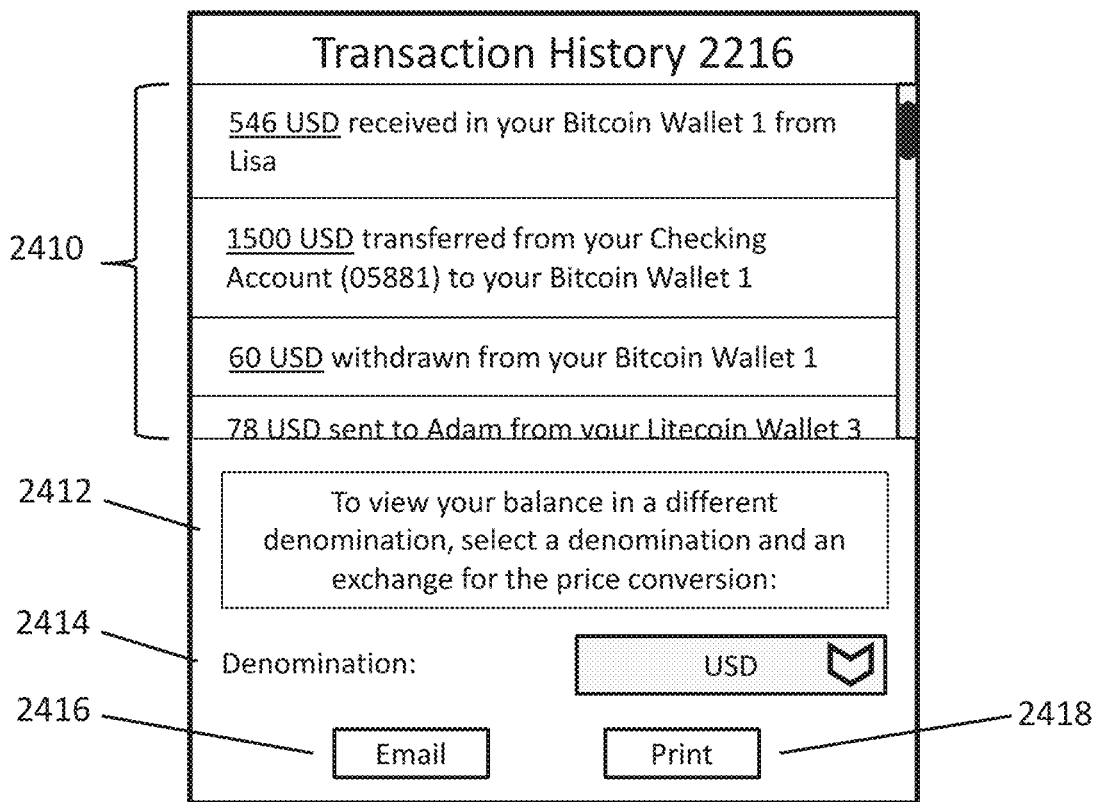 Transaction History 2216
546 USD received in your Bitcoin Wallet 1 from
Lisa
2410
1500 USD transferred from your Checking
Account (05881) to your Bitcoin Wallet 1
60 USD withdrawn from your Bitcoin Wallet 1
78 USD sent to Adam from your Litecoin Wallet 3
2412
To view your balance in a different
denomination, select a denomination and an
exchange for the price conversion:
2414
Denomination:
USD
2416
Email
Print
2418